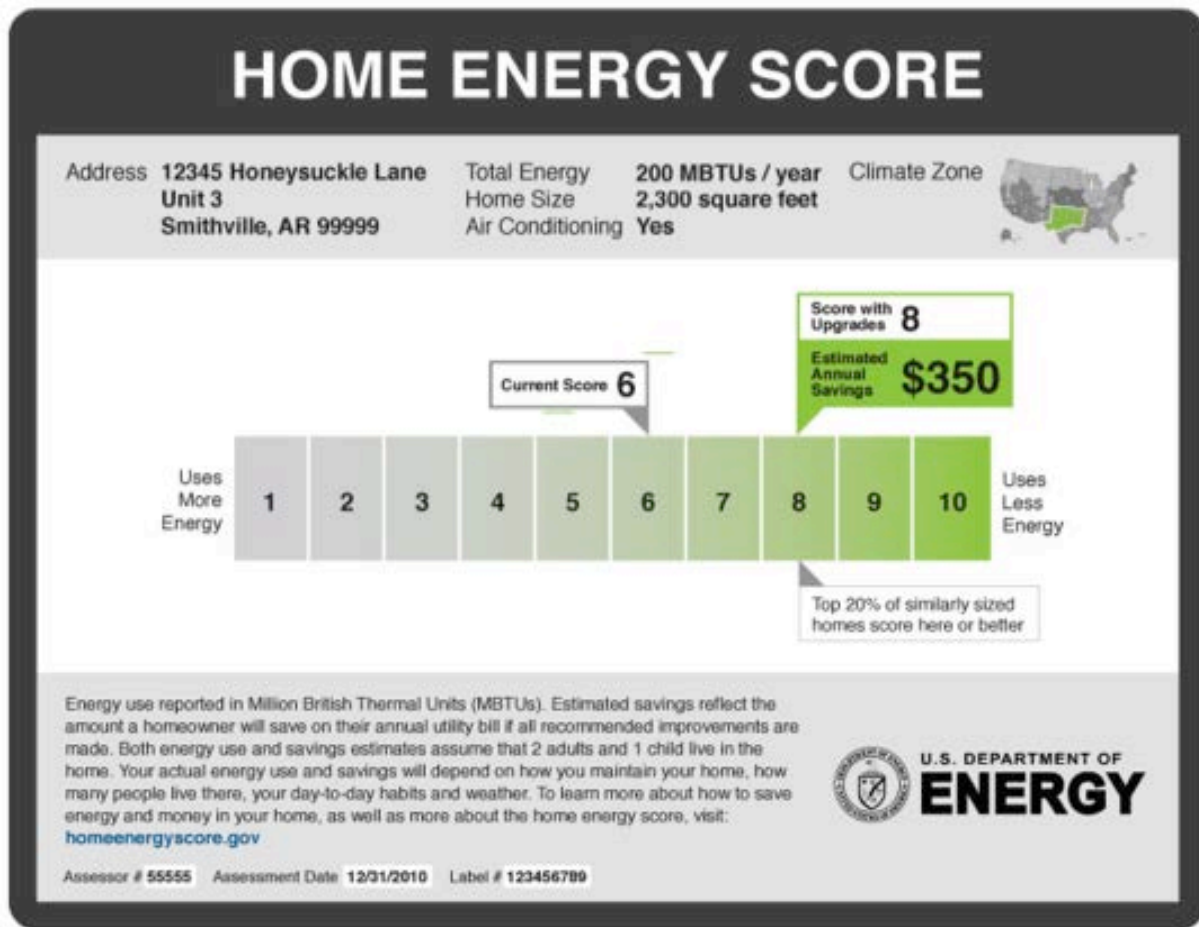 HOME ENERGY SCORE
Address 12345 Honeysuckle Lane
Unit 3
Smithville, AR 99999
Total Energy 200 MBTUs / year
Home Size 2,300 square feet
Air Conditioning Yes
Climate Zone
Score with
Upgrades 8
Estimated
Annual
Savings $350
Current Score 6
Uses
More
Energy
1 2 3 4 5 6 7 8 9 10
Uses
Less
Energy
Top 20% of similarly sized
homes score here or better
Energy use reported in Million British Thermal Units (MBTUs). Estimated savings reflect the
amount a homeowner will save on their annual utility bill if all recommended improvements are
made. Both energy use and savings estimates assume that 2 adults and 1 child live in the
home. Your actual energy use and savings will depend on how you maintain your home, how
many people live there, your day-to-day habits and weather. To learn more about how to save
energy and money in your home, as well as more about the home energy score, visit:
homeenergyscore.gov
U.S. DEPARTMENT OF
ENERGY
Assessor # 55555 Assessment Date 12/31/2010 Label # 123456789